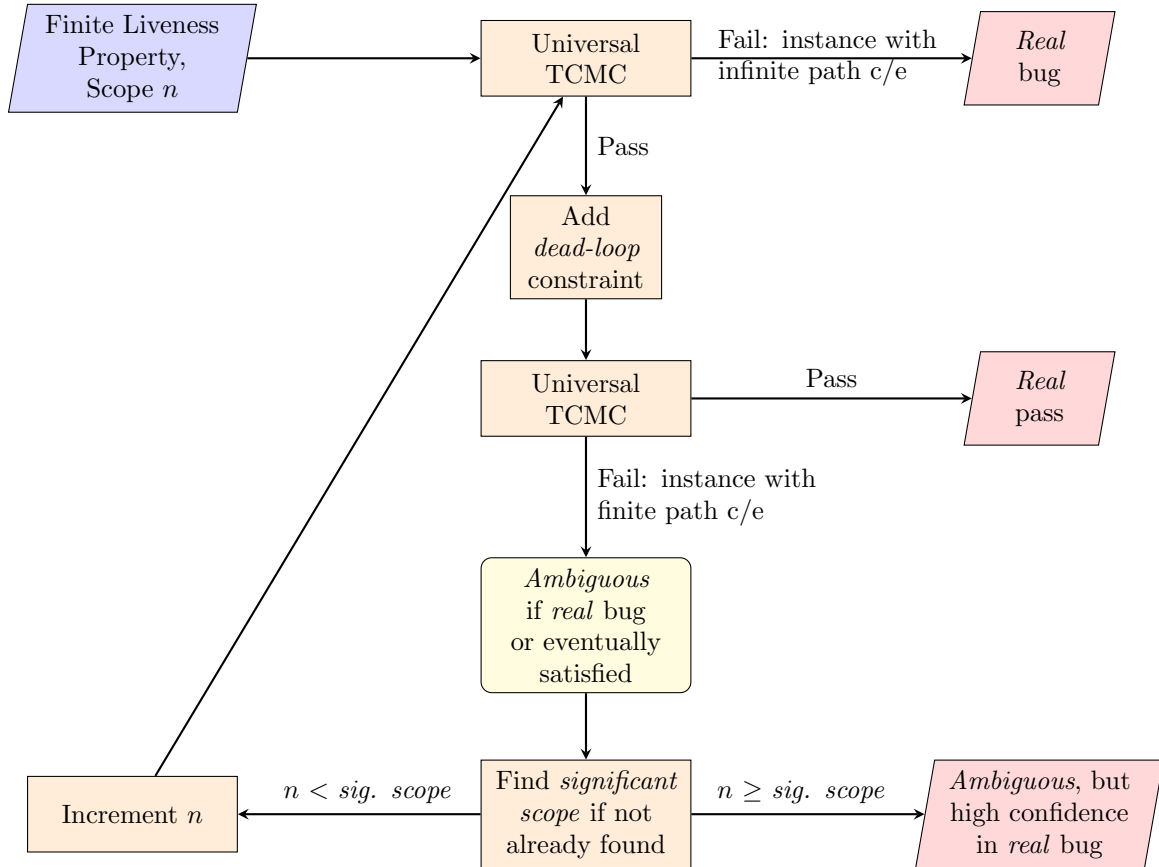 Finite Liveness
Property,
Scope n
Universal
TCMC
Fail: instance with
infinite path c/e
Real
bug
Pass
Add
dead-loop
constraint
Universal
TCMC
Pass
Real
pass
Fail: instance with
finite path c/e
Ambiguous
if real bug
or eventually
satisfied
Increment n
n < sig. scope
Find significant
scope if not
already found
n ≥ sig. scope
Ambiguous, but
high confidence
in real bug